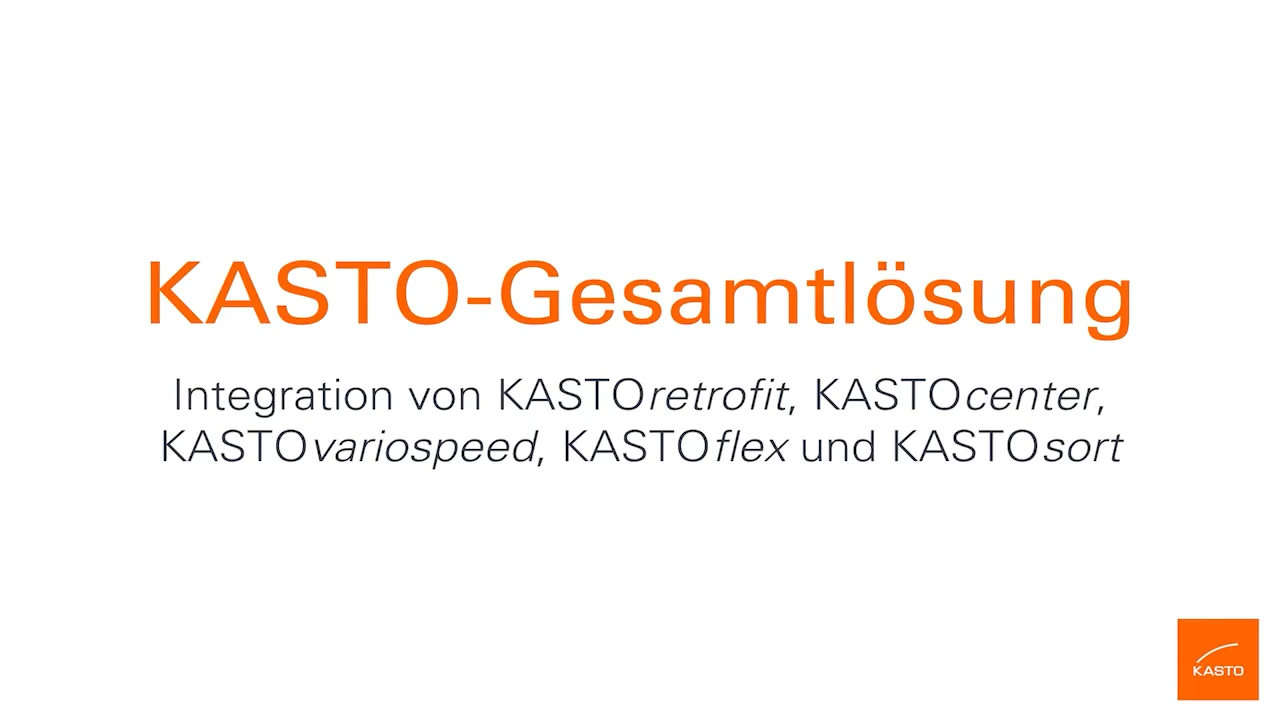 KASTO-Gesamtlösung
Integration von KASTOretrofit, KASTOcenter,
KASTOvariospeed, KASTOflex und KASTOsort
KASTO